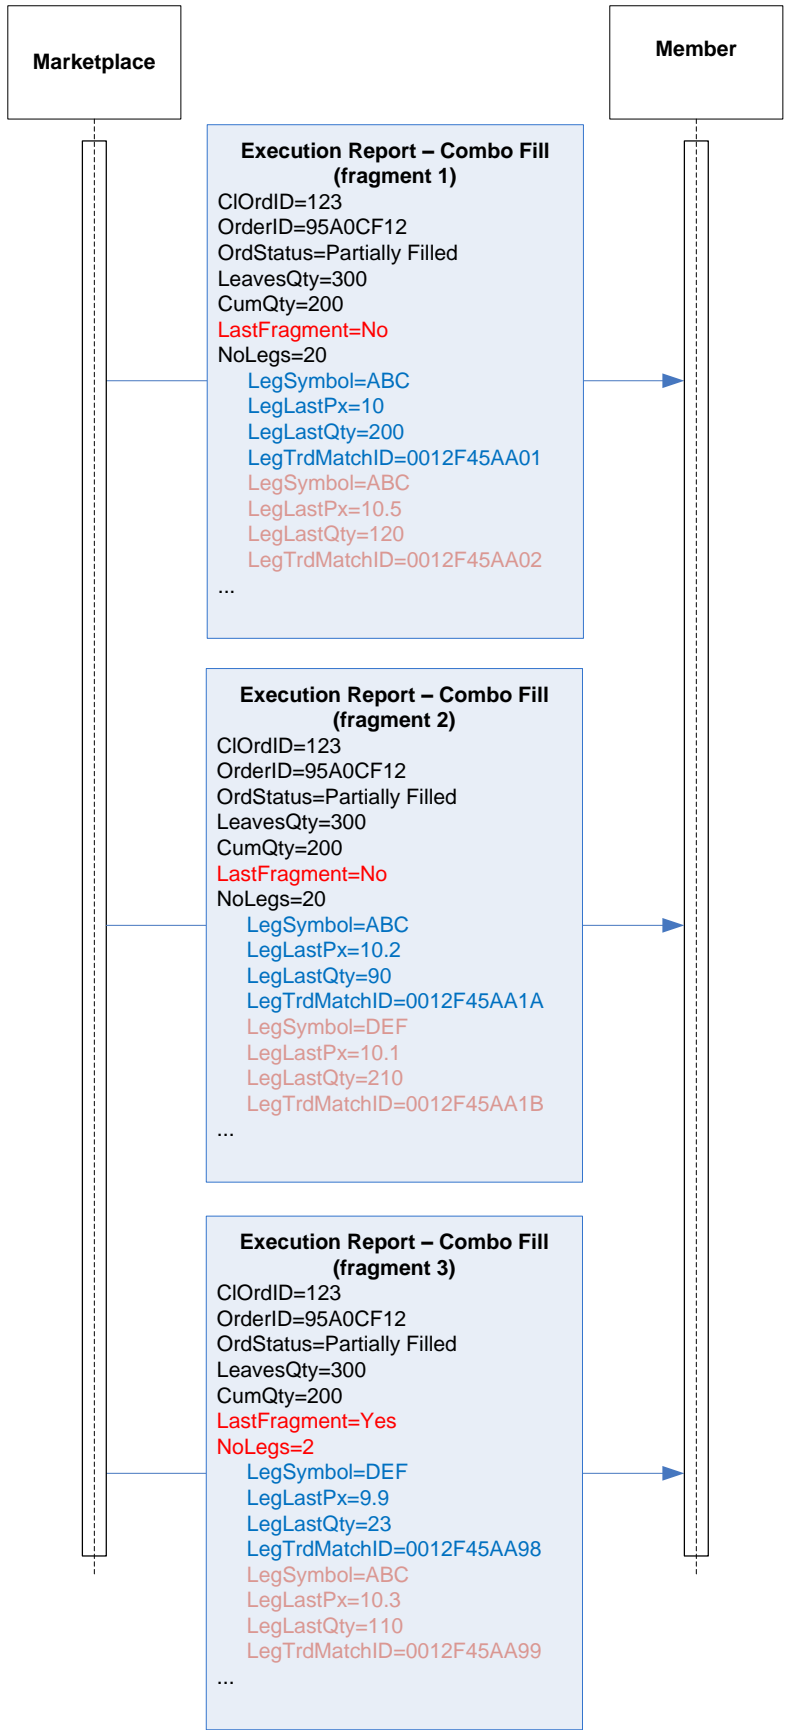 Marketplace
Member
Execution Report – Combo Fill
(fragment 1)
ClOrdID=123
OrderID=95A0CF12
OrdStatus=Partially Filled
LeavesQty=300
CumQty=200
LastFragment=No
NoLegs=20
LegSymbol=ABC
LegLastPx=10
LegLastQty=200
LegTrdMatchID=0012F45AA01
LegSymbol=ABC
LegLastPx=10.5
LegLastQty=120
LegTrdMatchID=0012F45AA02
...
Execution Report – Combo Fill
(fragment 2)
ClOrdID=123
OrderID=95A0CF12
OrdStatus=Partially Filled
LeavesQty=300
CumQty=200
LastFragment=No
NoLegs=20
LegSymbol=ABC
LegLastPx=10.2
LegLastQty=90
LegTrdMatchID=0012F45AA1A
LegSymbol=DEF
LegLastPx=10.1
LegLastQty=210
LegTrdMatchID=0012F45AA1B
...
Execution Report – Combo Fill
(fragment 3)
ClOrdID=123
OrderID=95A0CF12
OrdStatus=Partially Filled
LeavesQty=300
CumQty=200
LastFragment=Yes
NoLegs=2
LegSymbol=DEF
LegLastPx=9.9
LegLastQty=23
LegTrdMatchID=0012F45AA98
LegSymbol=ABC
LegLastPx=10.3
LegLastQty=110
LegTrdMatchID=0012F45AA99
...